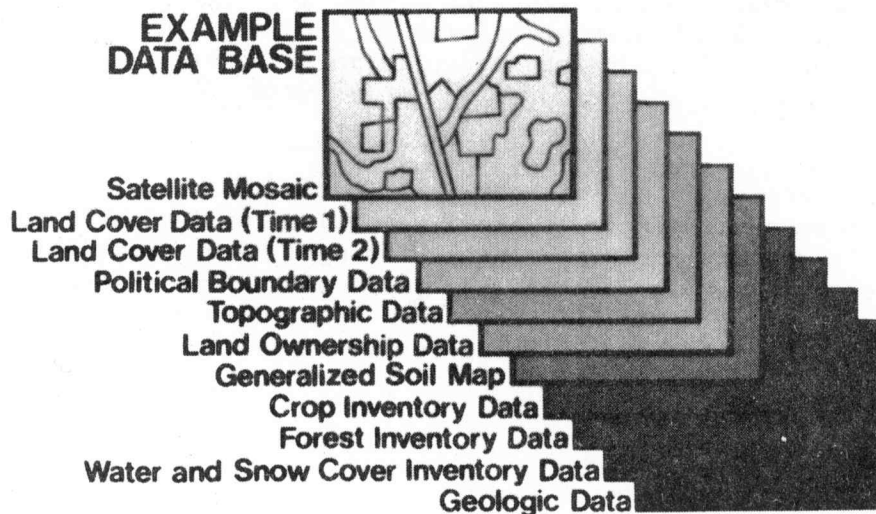 EXAMPLE
DATA BASE
Satellite Mosaic
Land Cover Data (Time 1)
Land Cover Data (Time 2)
Political Boundary Data
Topographic Data
Land Ownership Data
Generalized Soil Map
Crop Inventory Data
Forest Inventory Data
Water and Snow Cover Inventory Data
Geologic Data